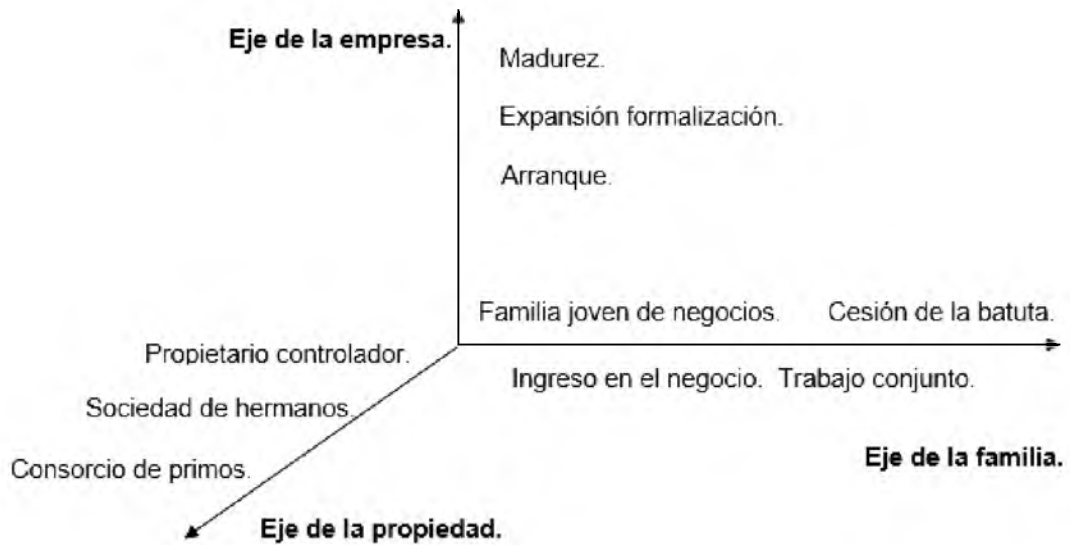 Eje de la empresa.
Madurez.
Expansión formalización.
Arranque.
Familia joven de negocios. Cesión de la batuta.
Propietario controlador.
Ingreso en el negocio. Trabajo conjunto.
Sociedad de hermanos.
Consorcio de primos.
Eje de la familia.
Eje de la propiedad.